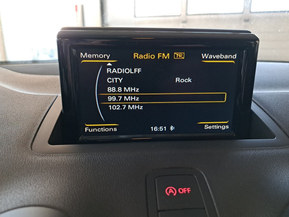 Memory Radio FM TP Waveband
RADIOLFF
CITY Rock
88.8 MHz
99.7 MHz
102.7 MHz
Functions 16:51 Settings
OFF